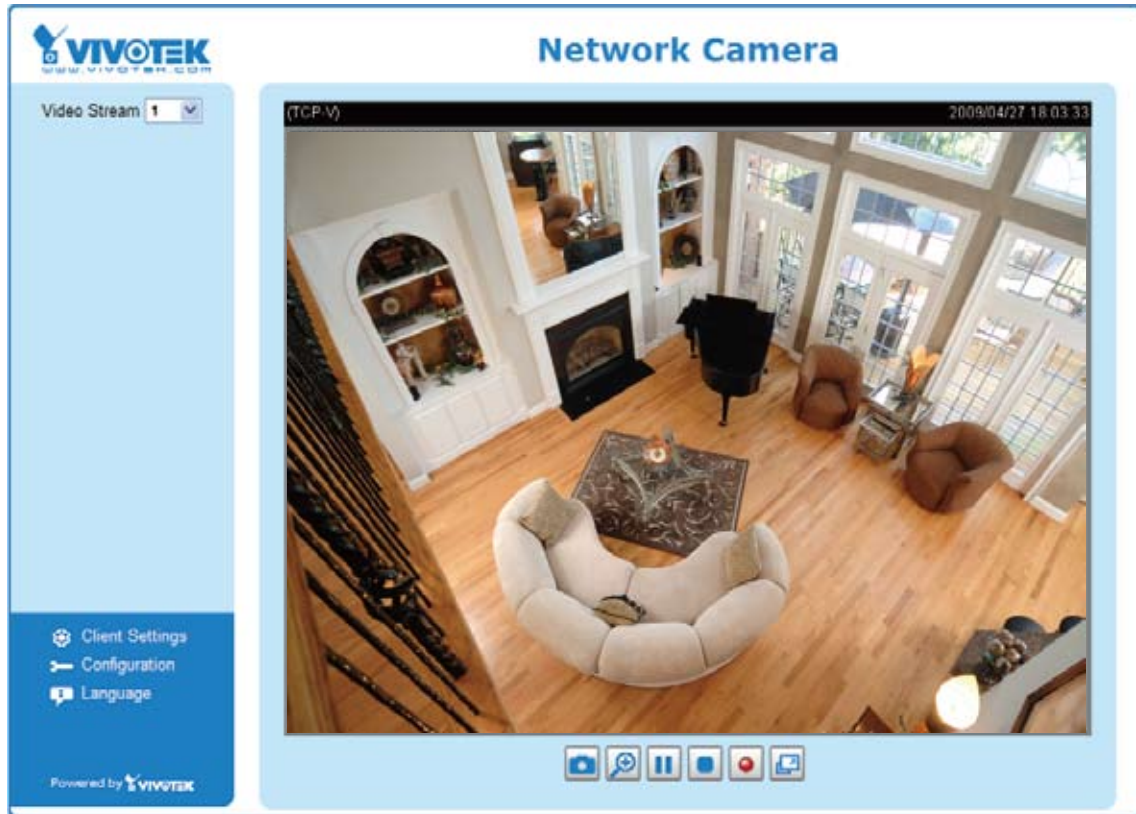 VIVOTEK
WWW.VIVOTEK.COM
Network Camera
Video Stream 1
(TCP-V) 2009/04/27 18:03:33
Client Settings
Configuration
Language
Powered by VIVOTEK